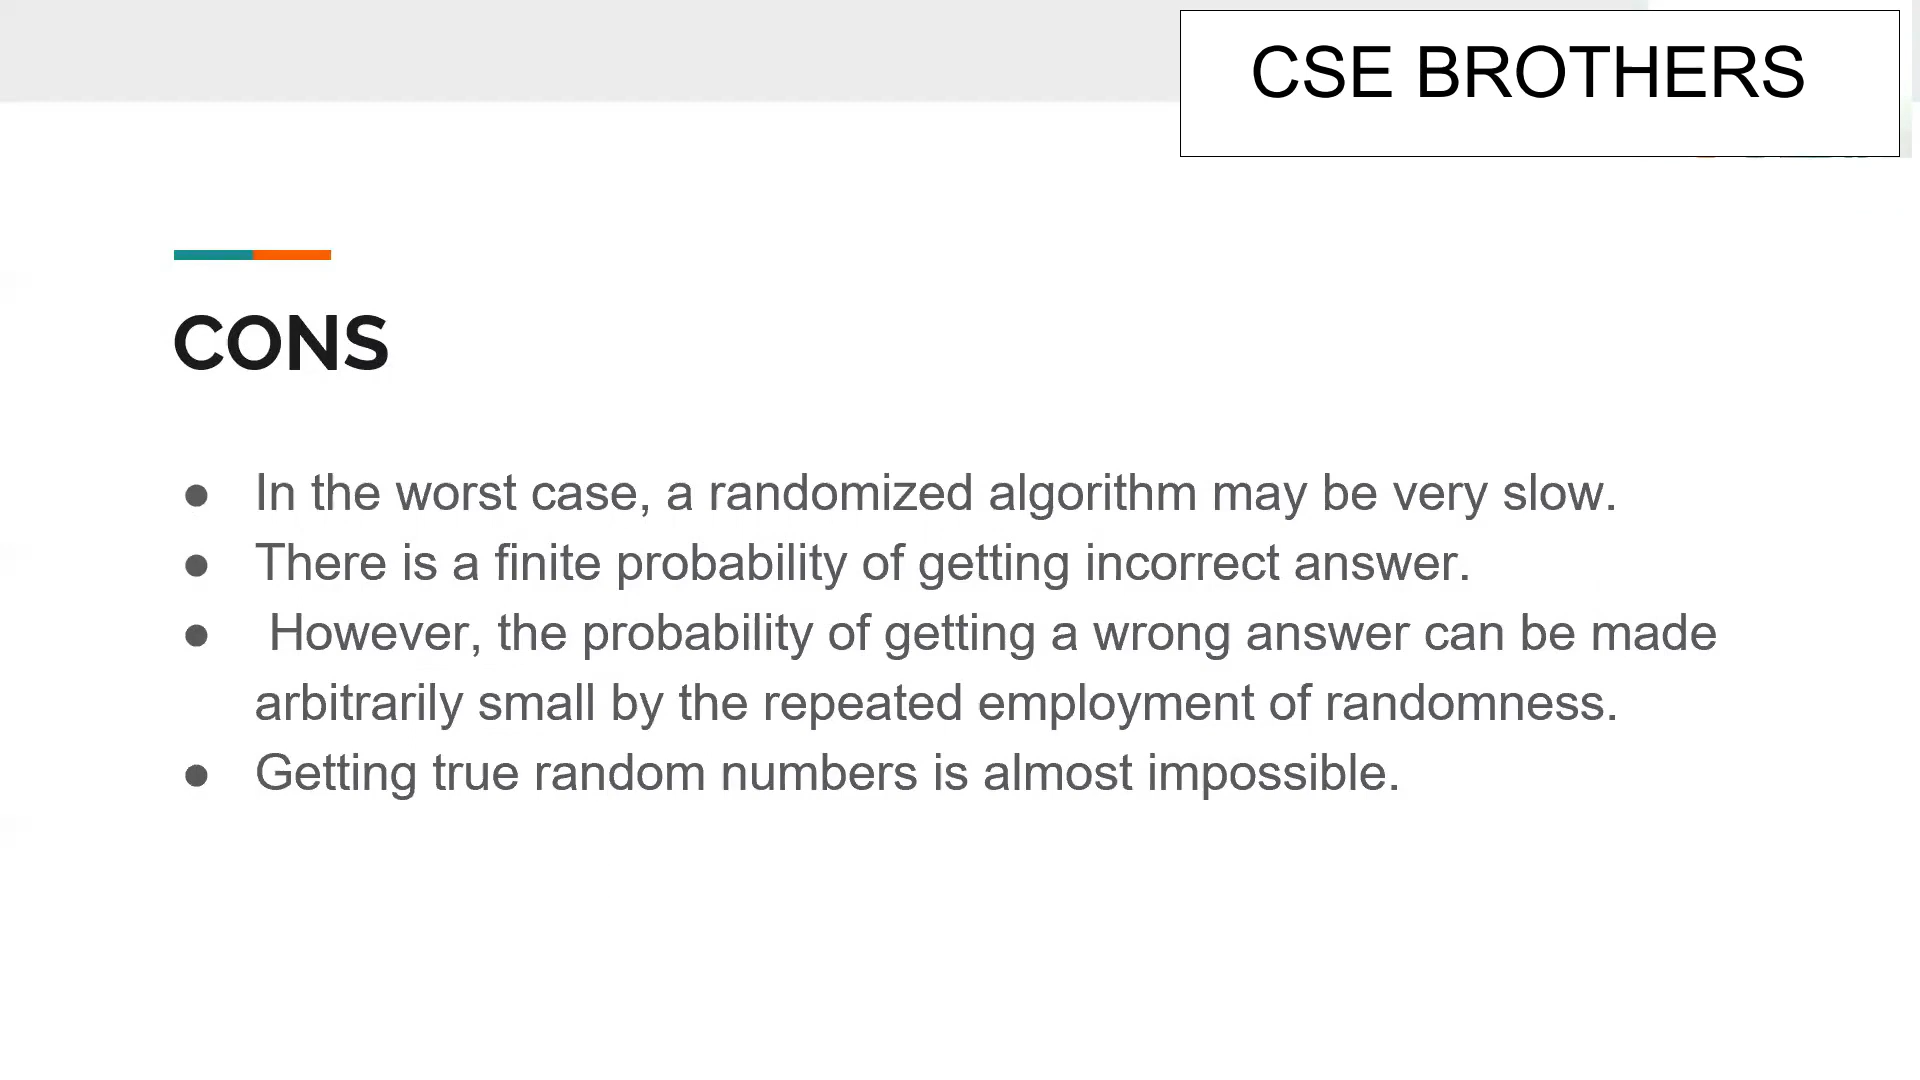 CSE BROTHERS
CONS
● In the worst case, a randomized algorithm may be very slow.
● There is a finite probability of getting incorrect answer.
● However, the probability of getting a wrong answer can be made
arbitrarily small by the repeated employment of randomness.
● Getting true random numbers is almost impossible.